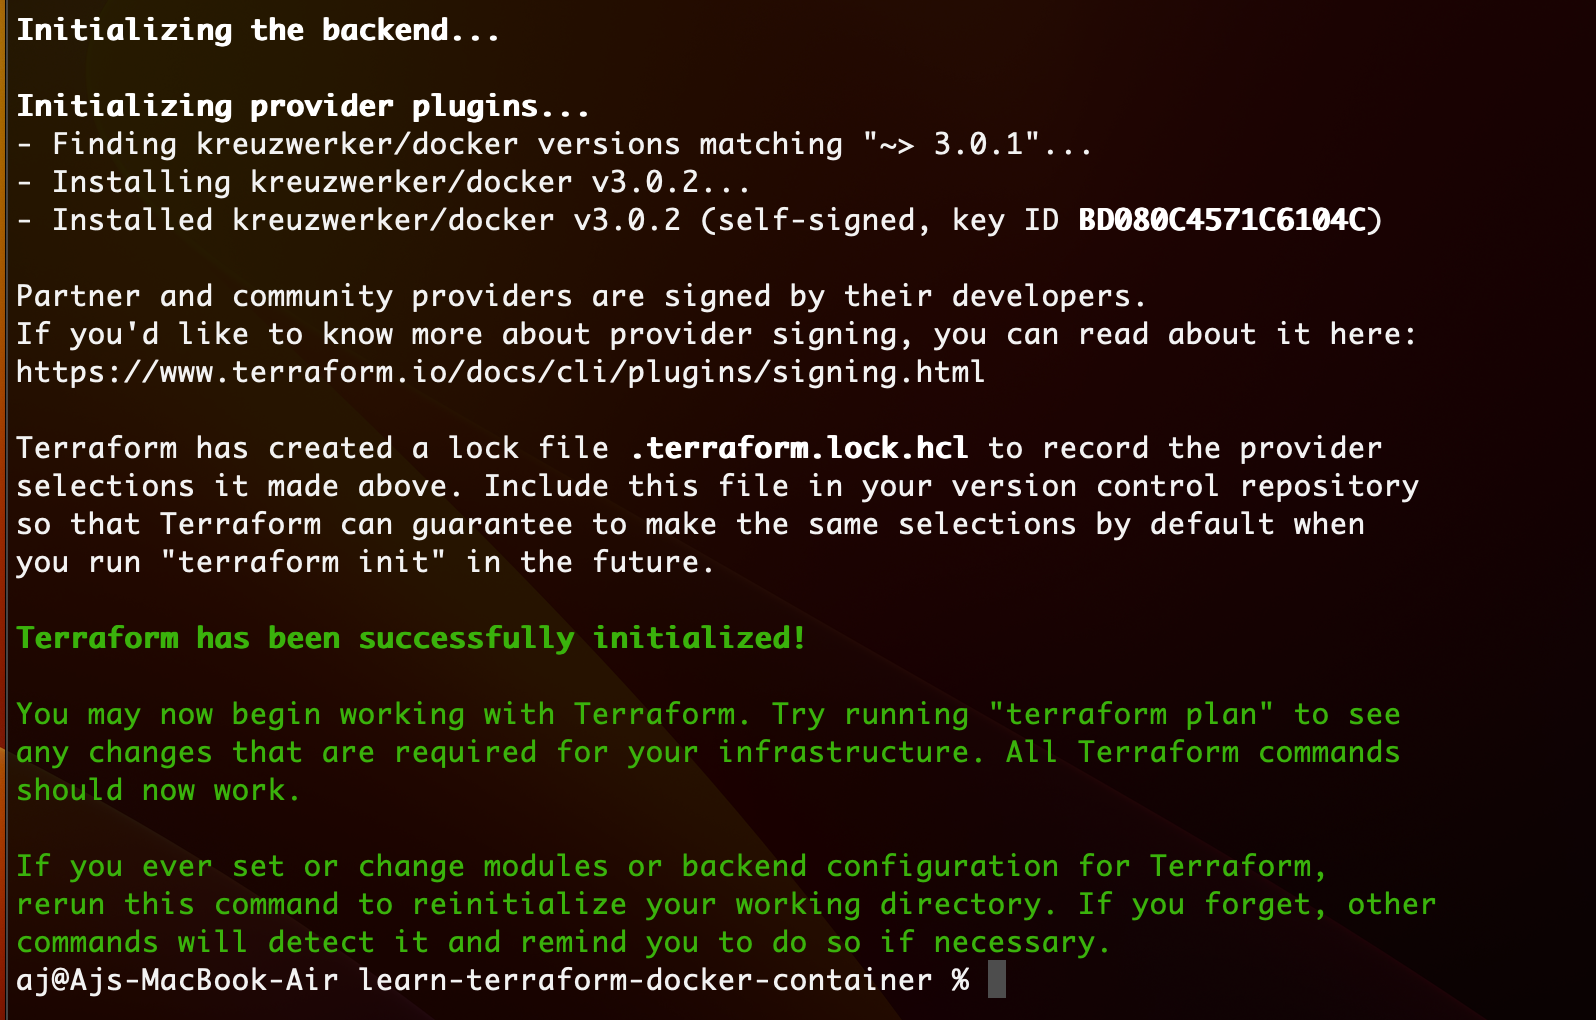 Initializing the backend...
Initializing provider plugins...
- Finding kreuzwerker/docker versions matching "~> 3.0.1"...
- Installing kreuzwerker/docker v3.0.2...
- Installed kreuzwerker/docker v3.0.2 (self-signed, key ID BD080C4571C6104C)
Partner and community providers are signed by their developers.
If you'd like to know more about provider signing, you can read about it here:
https://www.terraform.io/docs/cli/plugins/signing.html
Terraform has created a lock file .terraform.lock.hcl to record the provider
selections it made above. Include this file in your version control repository
so that Terraform can guarantee to make the same selections by default when
you run "terraform init" in the future.
Terraform has been successfully initialized!
You may now begin working with Terraform. Try running "terraform plan" to see
any changes that are required for your infrastructure. All Terraform commands
should now work.
If you ever set or change modules or backend configuration for Terraform,
rerun this command to reinitialize your working directory. If you forget, other
commands will detect it and remind you to do so if necessary.
aj@Ajs-MacBook-Air learn-terraform-docker-container %